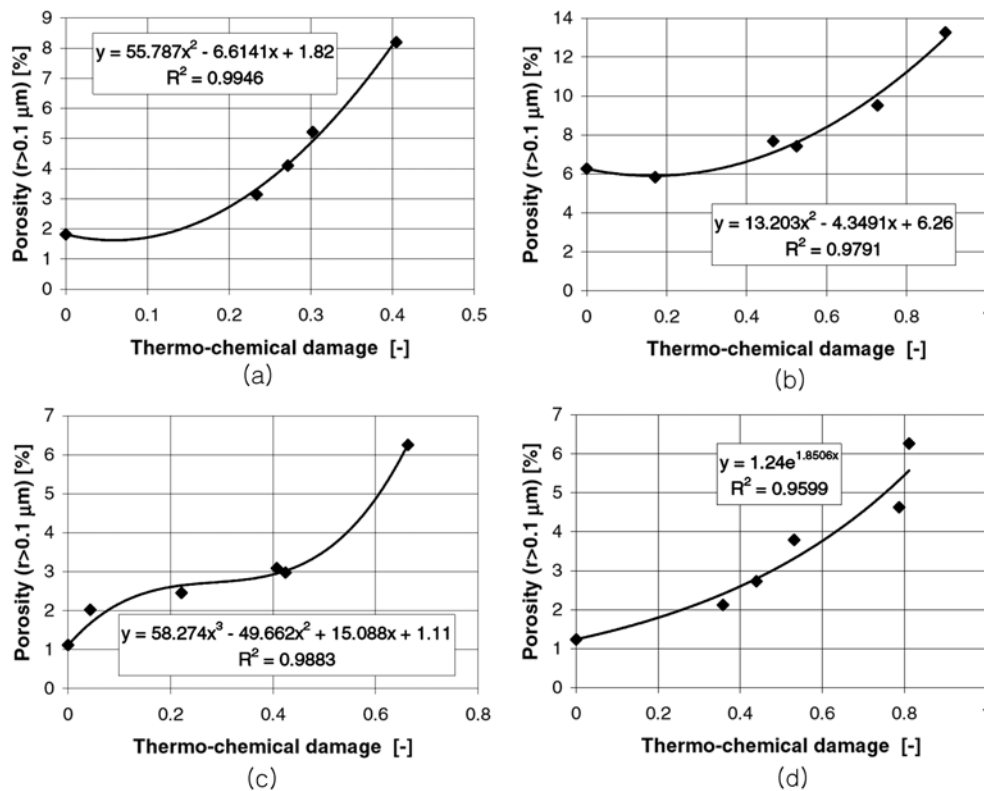 9
8
7
6
5
4
3
2
1
0
Porosity (r>0.1 μm) [%]
y = 55.787x² - 6.6141x + 1.82
R² = 0.9946
0 0.1 0.2 0.3 0.4 0.5
Thermo-chemical damage [-]
(a)
14
12
10
8
6
4
2
0
Porosity (r>0.1 μm) [%]
y = 13.203x² - 4.3491x + 6.26
R² = 0.9791
0 0.2 0.4 0.6 0.8
Thermo-chemical damage [-]
(b)
7
6
5
4
3
2
1
0
Porosity (r>0.1 μm) [%]
y = 58.274x³ - 49.662x² + 15.088x + 1.11
R² = 0.9883
0 0.2 0.4 0.6 0.8
Thermo-chemical damage [-]
(c)
7
6
5
4
3
2
1
0
Porosity (r>0.1 μm) [%]
y = 1.24e^1.8506x
R² = 0.9599
0 0.2 0.4 0.6 0.8
Thermo-chemical damage [-]
(d)